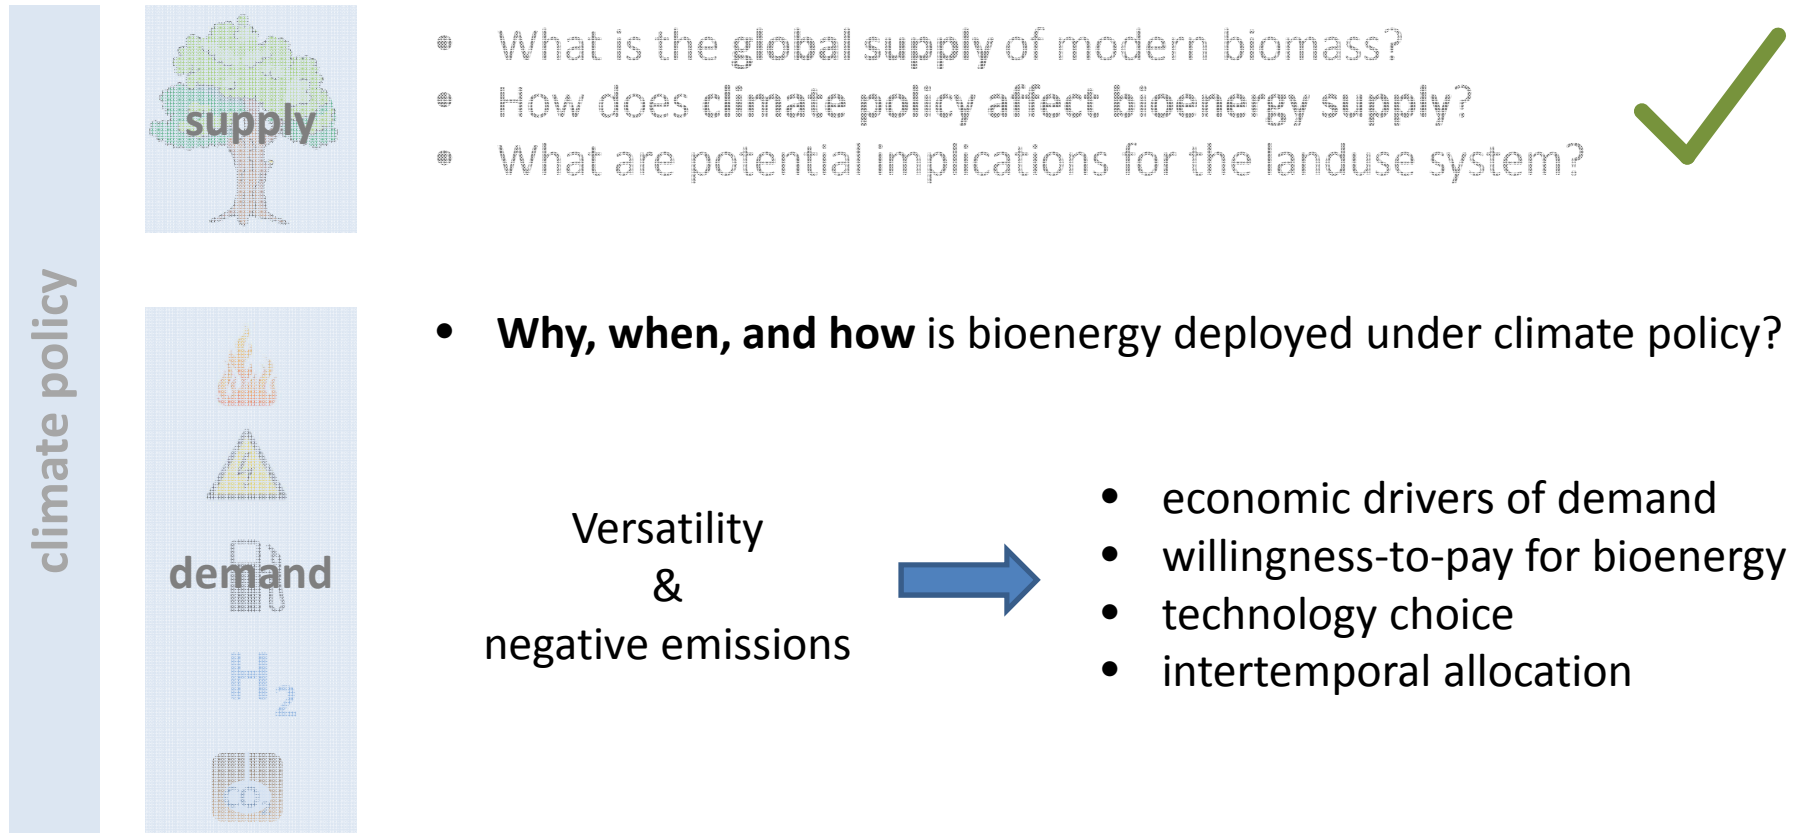 climate policy
supply
• What is the global supply of modern biomass?
• How does climate policy affect bioenergy supply?
• What are potential implications for the landuse system?
demand
H2
CO2
• Why, when, and how is bioenergy deployed under climate policy?
Versatility
&
negative emissions
• economic drivers of demand
• willingness-to-pay for bioenergy
• technology choice
• intertemporal allocation